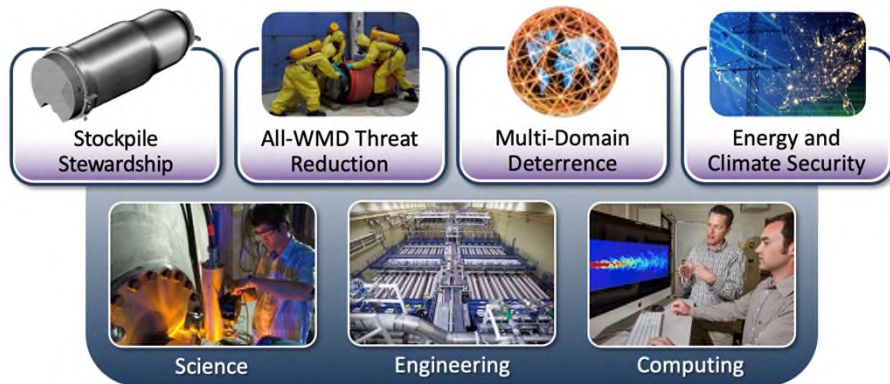 Stockpile
Stewardship
All-WMD Threat
Reduction
Multi-Domain
Deterrence
Energy and
Climate Security
Science
Engineering
Computing